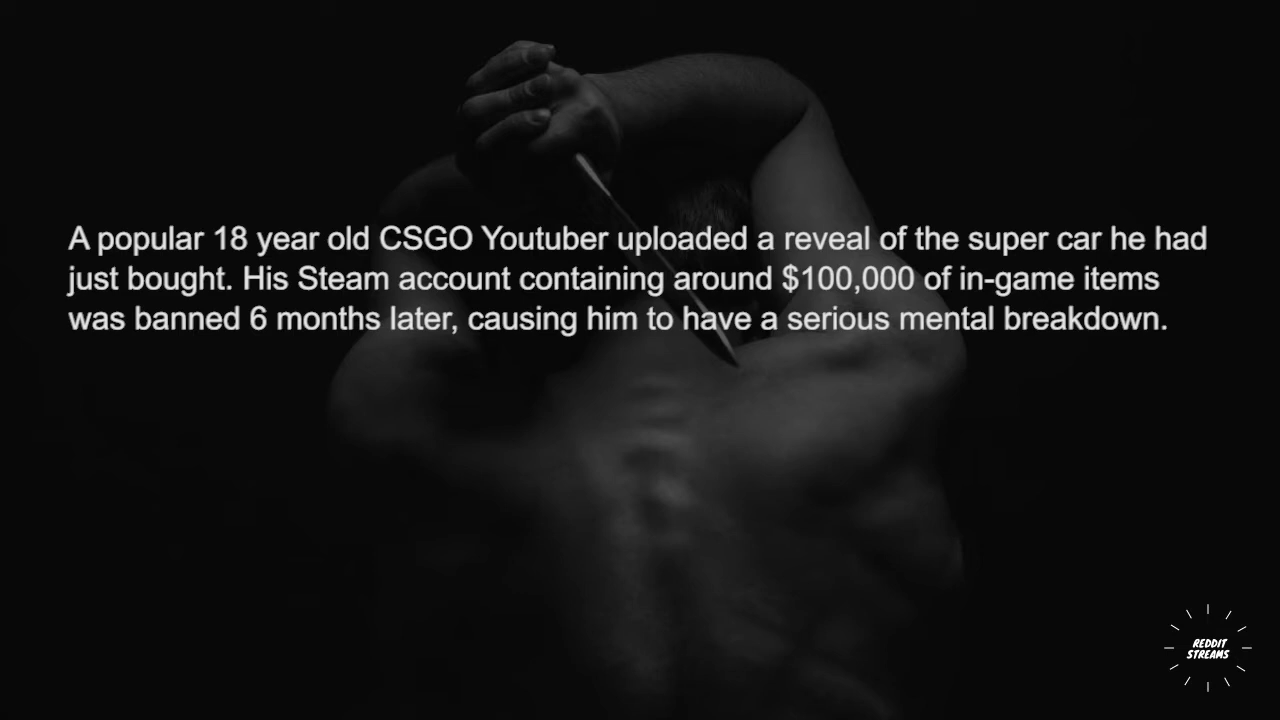 A popular 18 year old CSGO Youtuber uploaded a reveal of the super car he had
just bought. His Steam account containing around $100,000 of in-game items
was banned 6 months later, causing him to have a serious mental breakdown.
REDDIT
STREAMS